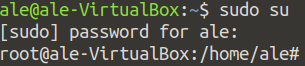 ale@ale-VirtualBox:~$ sudo su
[sudo] password for ale:
root@ale-VirtualBox:/home/ale#